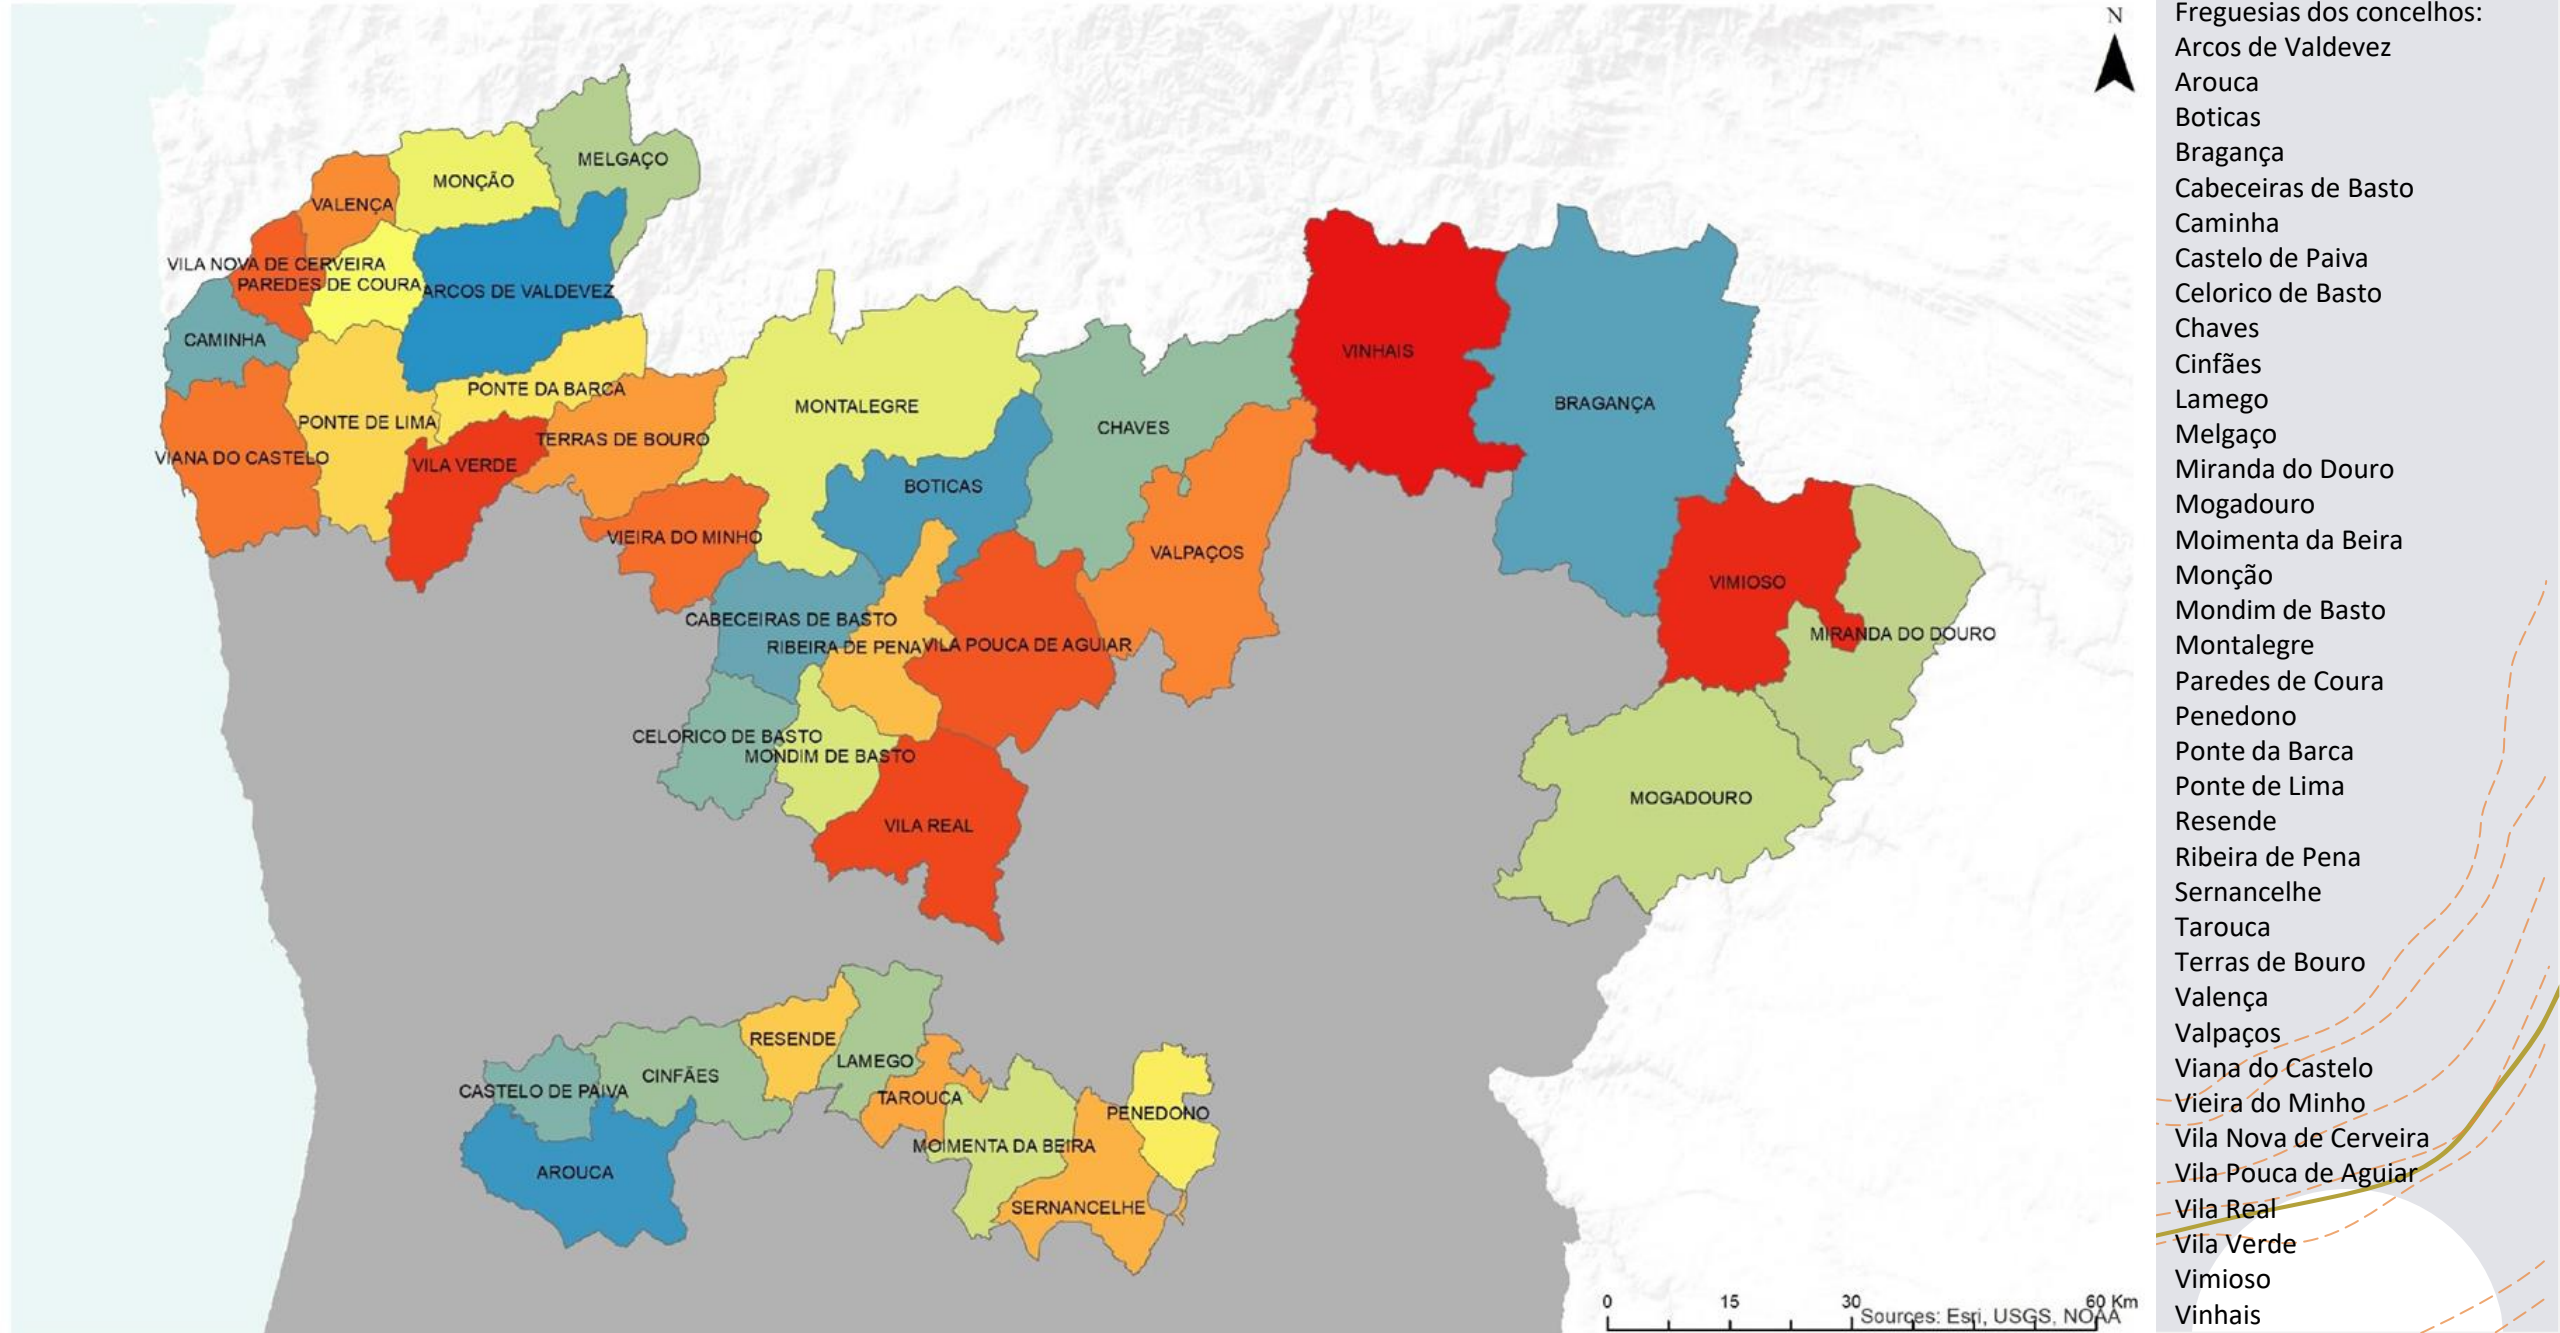 N
MELGAÇO
MONÇÃO
VALENÇA
VILA NOVA DE CERVEIRA
PAREDES DE COURA
ARCOS DE VALDEVEZ
CAMINHA
PONTE DA BARCA
PONTE DE LIMA
VIANA DO CASTELO
VILA VERDE
TERRAS DE BOURO
MONTALEGRE
CHAVES
VINHAIS
BRAGANÇA
BOTICAS
VIEIRA DO MINHO
VALPAÇOS
VIMIOSO
CABECEIRAS DE BASTO
RIBEIRA DE PENA
VILA POUCA DE AGUIAR
MIRANDA DO DOURO
CELORICO DE BASTO
MONDIM DE BASTO
MOGADOURO
VILA REAL
RESENDE
LAMEGO
CINFÃES
CASTELO DE PAIVA
TAROUCA
PENEDONO
MOIMENTA DA BEIRA
AROUCA
SERNANCELHE
0 15 30 60 Km
Sources: Esri, USGS, NOAA
Freguesias dos concelhos:
Arcos de Valdevez
Arouca
Boticas
Bragança
Cabeceiras de Basto
Caminha
Castelo de Paiva
Celorico de Basto
Chaves
Cinfães
Lamego
Melgaço
Miranda do Douro
Mogadouro
Moimenta da Beira
Monção
Mondim de Basto
Montalegre
Paredes de Coura
Penedono
Ponte da Barca
Ponte de Lima
Resende
Ribeira de Pena
Sernancelhe
Tarouca
Terras de Bouro
Valença
Valpaços
Viana do Castelo
Vieira do Minho
Vila Nova de Cerveira
Vila Pouca de Aguiar
Vila Real
Vila Verde
Vimioso
Vinhais